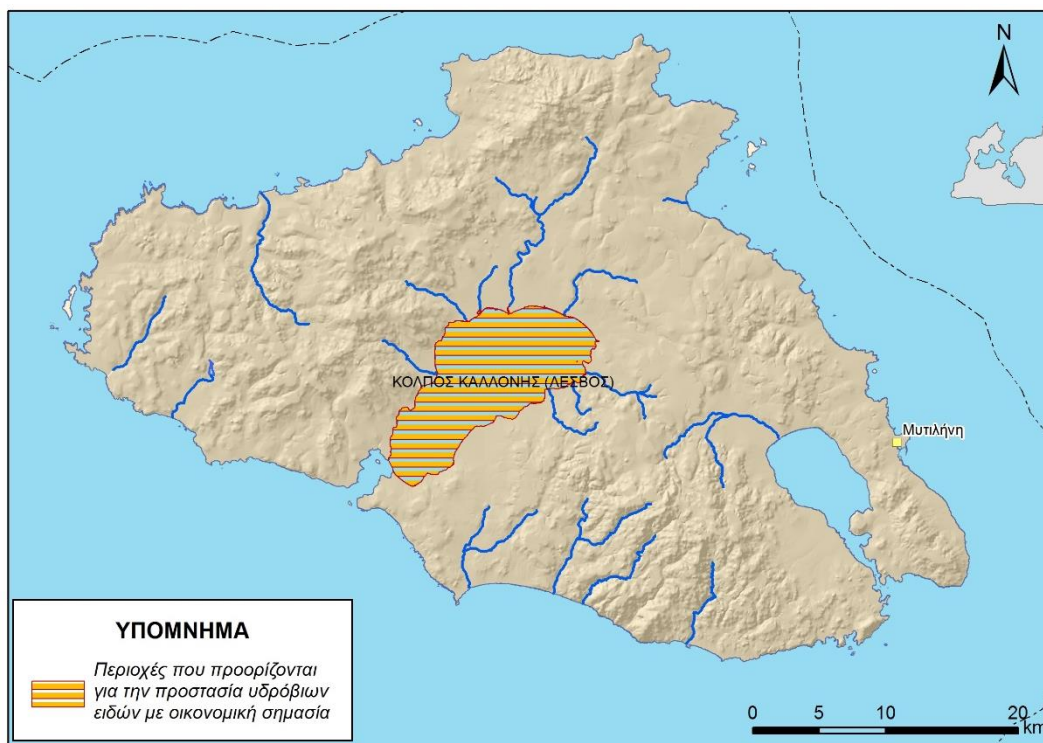 N
ΚΟΛΠΟΣ ΚΑΛΛΟΝΗΣ (ΛΕΣΒΟΣ)
Μυτιλήνη
ΥΠΟΜΝΗΜΑ
Περιοχές που προορίζονται
για την προστασία υδρόβιων
ειδών με οικονομική σημασία
0 5 10 20
km